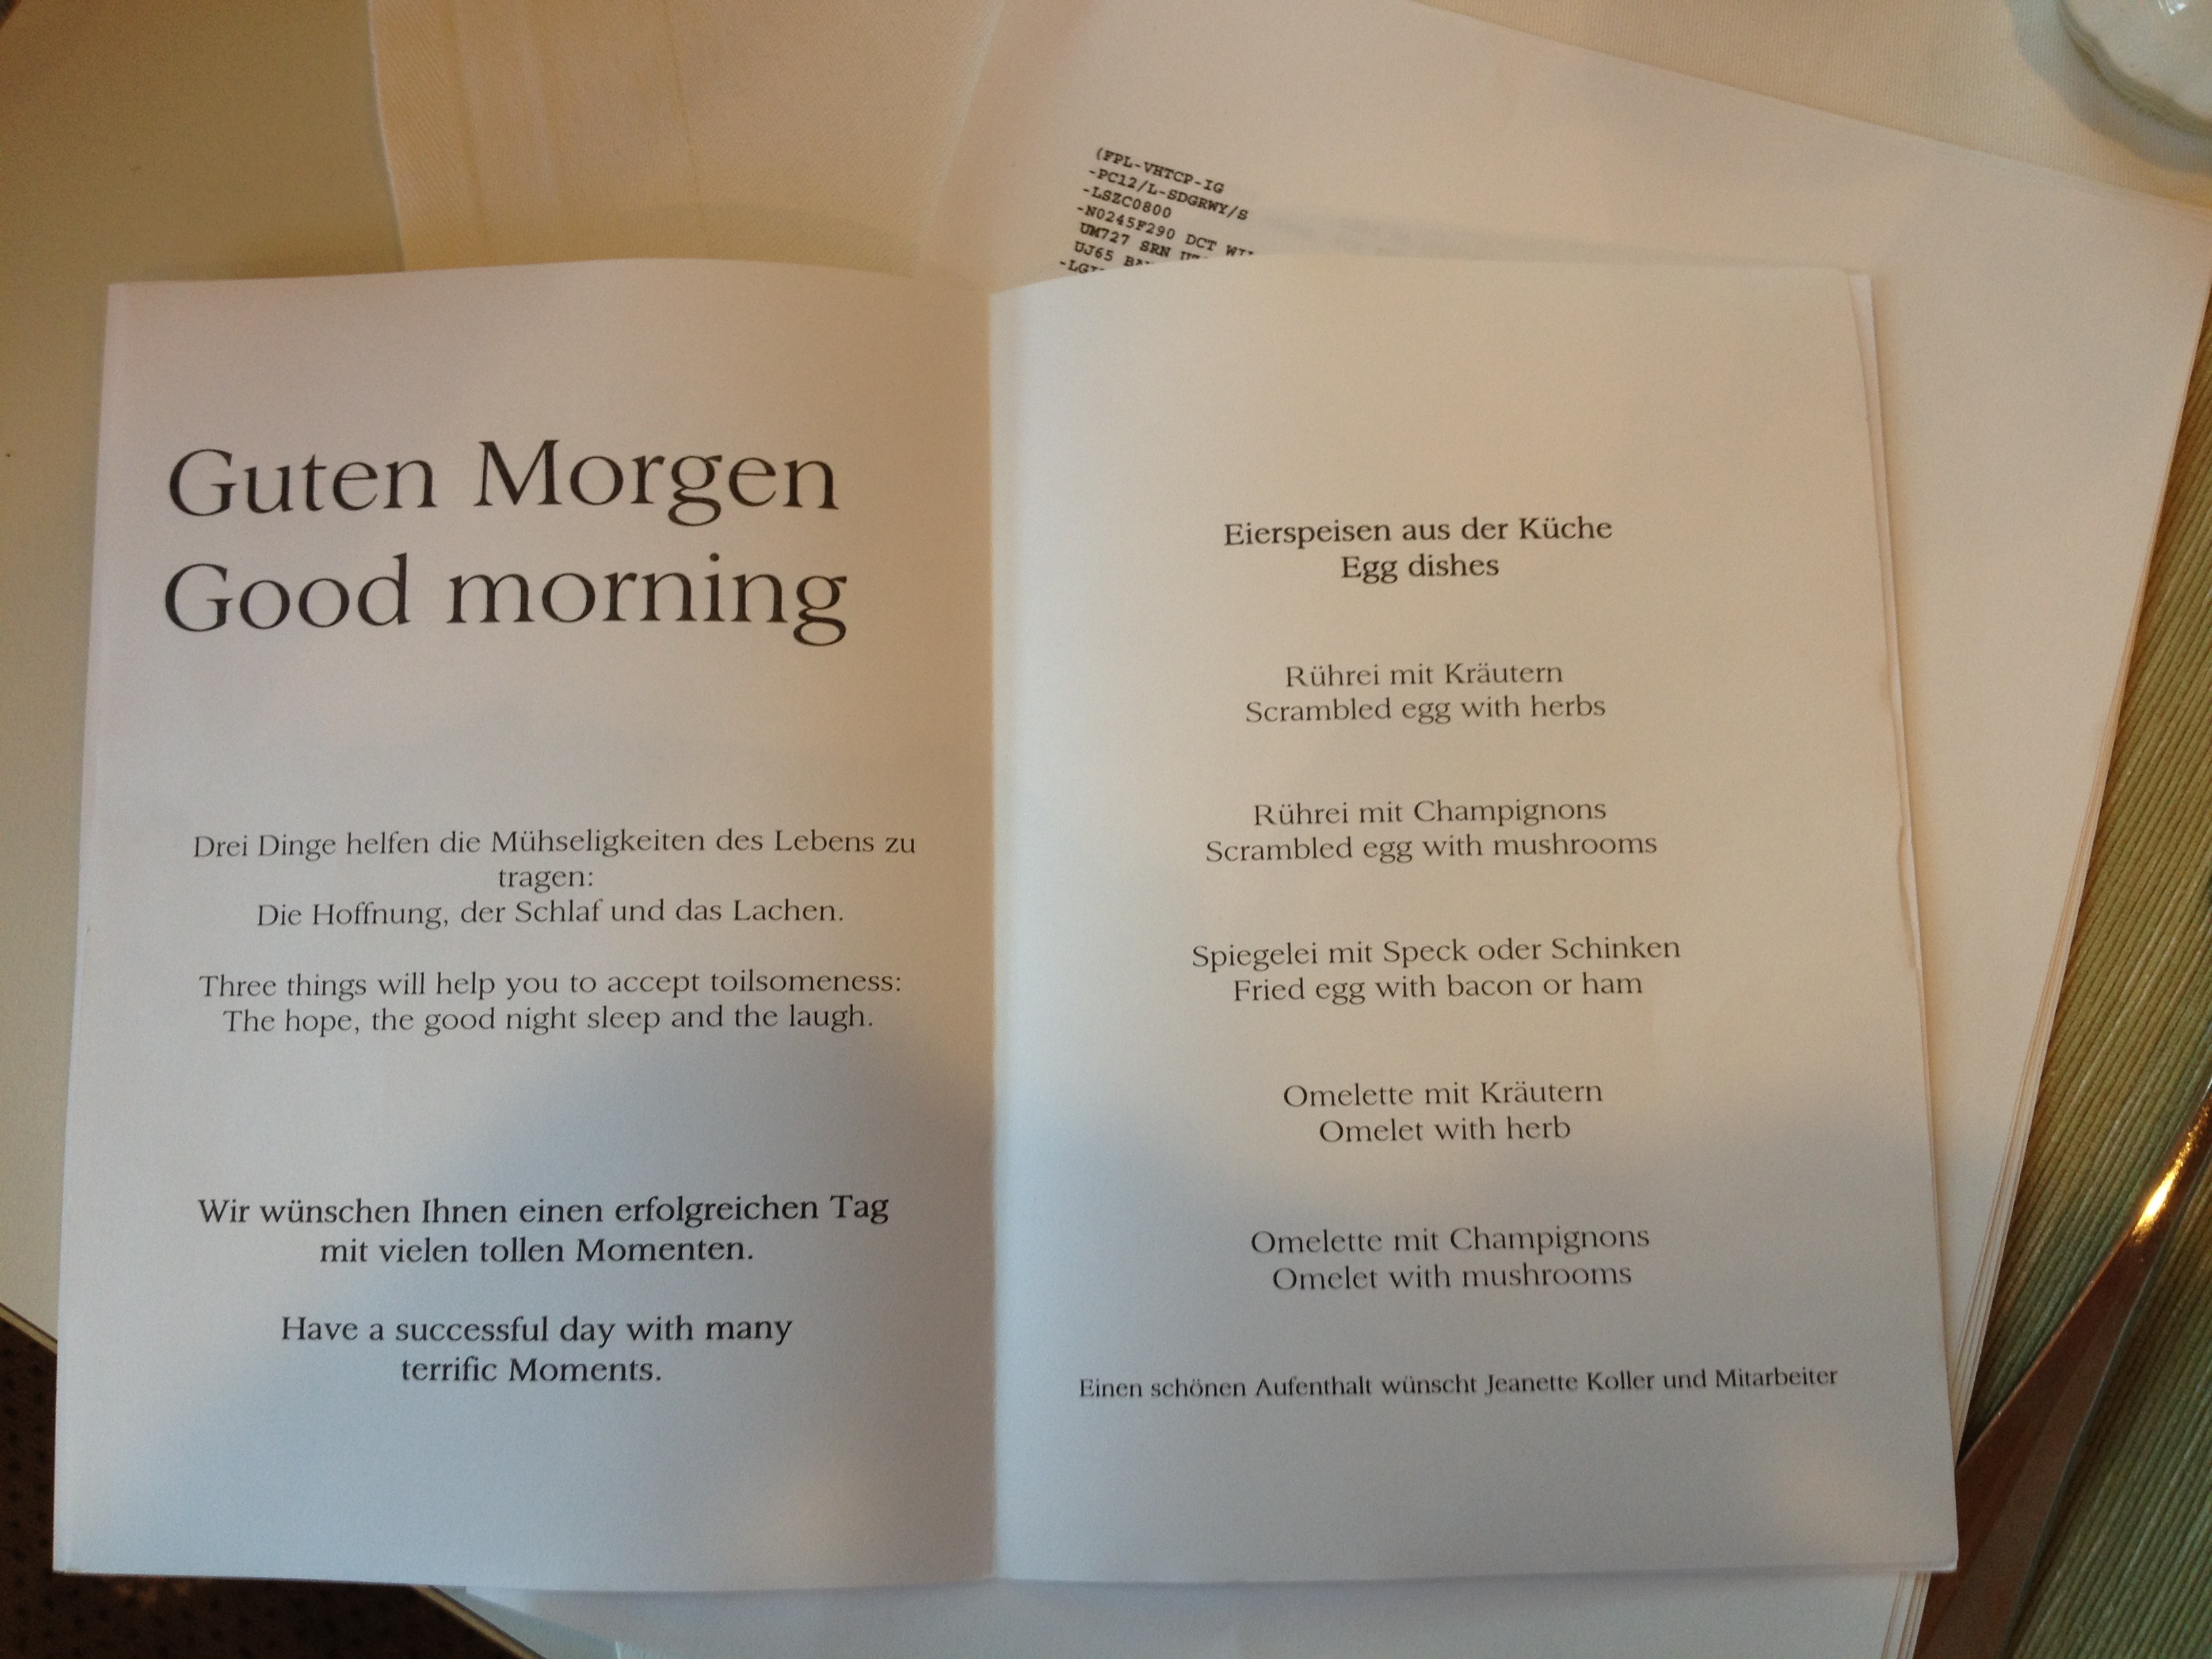 (FPL-VHTCP-IG
-PC12/L-SDGRWY/S
-LSZC0800
-N0245F290 DCT
UM727 SRN
UJ65
Guten Morgen
Good morning
Drei Dinge helfen die Mühseligkeiten des Lebens zu
tragen:
Die Hoffnung, der Schlaf und das Lachen.
Three things will help you to accept toilsomeness:
The hope, the good night sleep and the laugh.
Wir wünschen Ihnen einen erfolgreichen Tag
mit vielen tollen Momenten.
Have a successful day with many
terrific Moments.
Eierspeisen aus der Küche
Egg dishes
Rührei mit Kräutern
Scrambled egg with herbs
Rührei mit Champignons
Scrambled egg with mushrooms
Spiegelei mit Speck oder Schinken
Fried egg with bacon or ham
Omelette mit Kräutern
Omelet with herb
Omelette mit Champignons
Omelet with mushrooms
Einen schönen Aufenthalt wünscht Jeanette Koller und Mitarbeiter